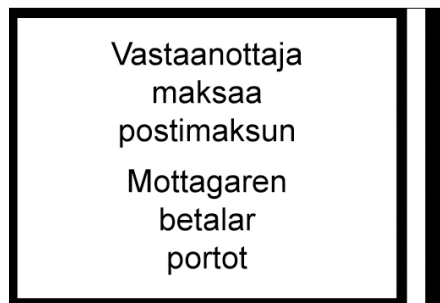 Vastaanottaja
maksaa
postimaksun
Mottagaren
betalar
portot